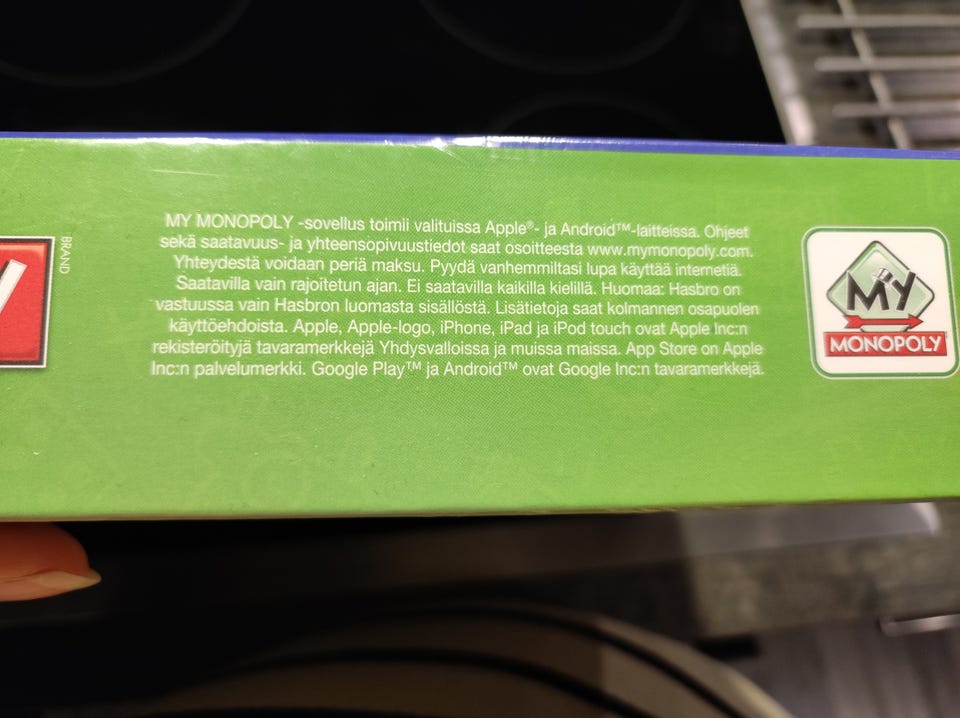 MY MONOPOLY -sovellus toimii valituissa Apple®- ja Android™-laitteissa. Ohjeet
sekä saatavuus- ja yhteensopivuustiedot saat osoitteesta www.mymonopoly.com.
Yhteydestä voidaan periä maksu. Pyydä vanhemmiltasi lupa käyttää internetiä.
Saatavilla vain rajoitetun ajan. Ei saatavilla kaikilla kielillä. Huomaa: Hasbro on
vastuussa vain Hasbron luomasta sisällöstä. Lisätietoja saat kolmannen osapuolen
käyttöehdoista. Apple, Apple-logo, iPhone, iPad ja iPod touch ovat Apple Inc:n
rekisteröityjä tavaramerkkejä Yhdysvalloissa ja muissa maissa. App Store on Apple
Inc:n palvelumerkki. Google Play™ ja Android™ ovat Google Inc:n tavaramerkkejä.
BRAND
MY
MONOPOLY